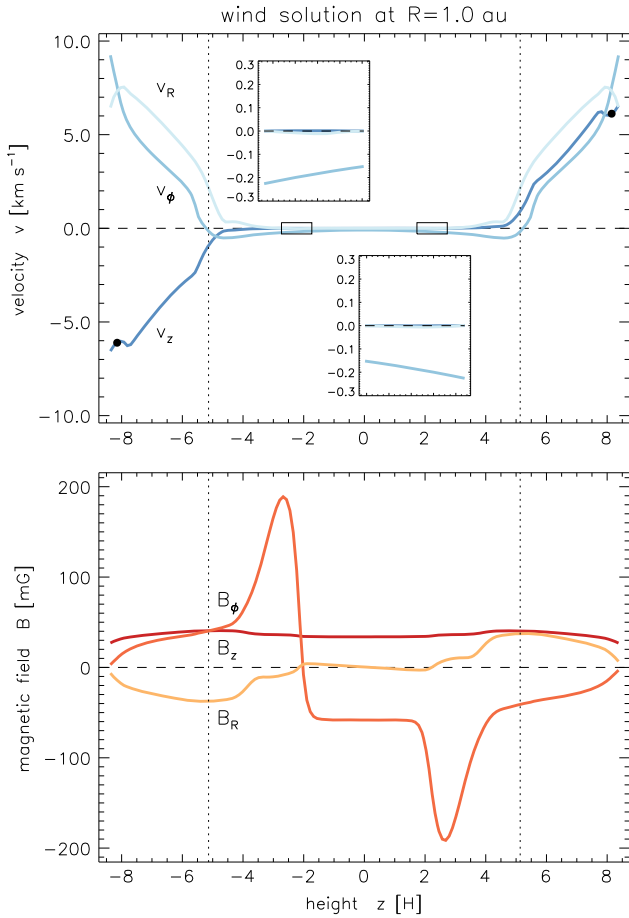 wind solution at R=1.0 au
velocity v [km s⁻¹]
10.0
5.0
0.0
−5.0
−10.0
v_R
v_ϕ
v_z
0.3
0.2
0.1
0.0
−0.1
−0.2
−0.3
0.3
0.2
0.1
0.0
−0.1
−0.2
−0.3
−8 −6 −4 −2 0 2 4 6 8
magnetic field B [mG]
200
100
0
−100
−200
B_ϕ
B_z
B_R
−8 −6 −4 −2 0 2 4 6 8
height z [H]